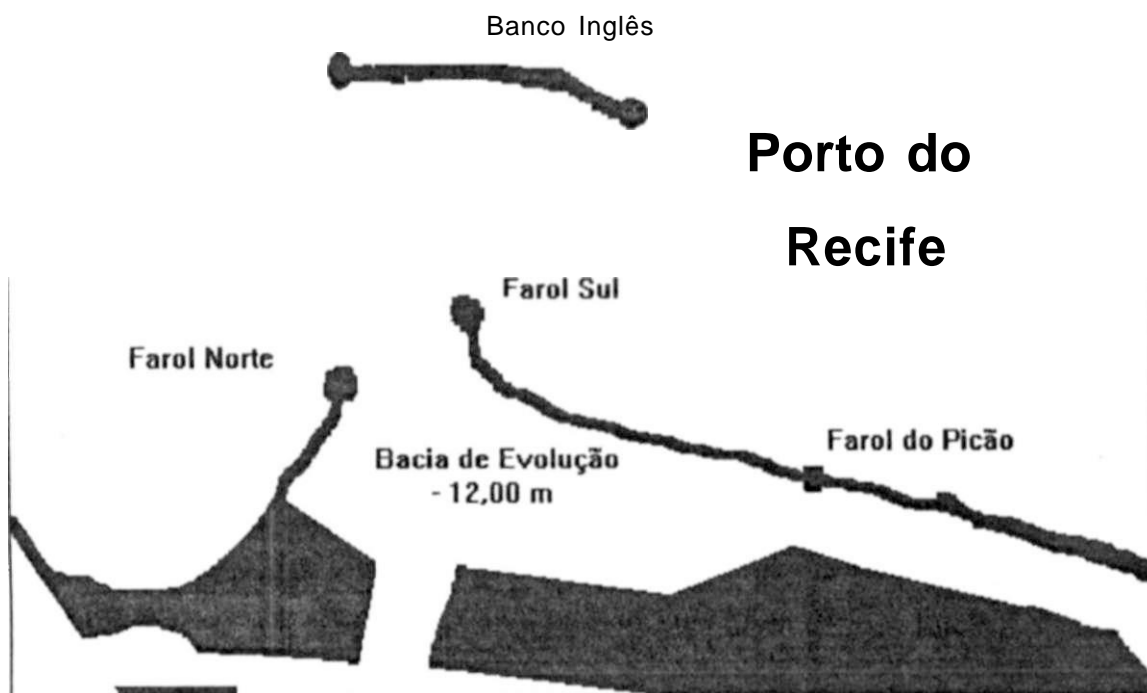 Banco Inglês
Porto do
Recife
Farol Sul
Farol Norte
Farol do Picão
Bacia de Evolução
- 12,00 m